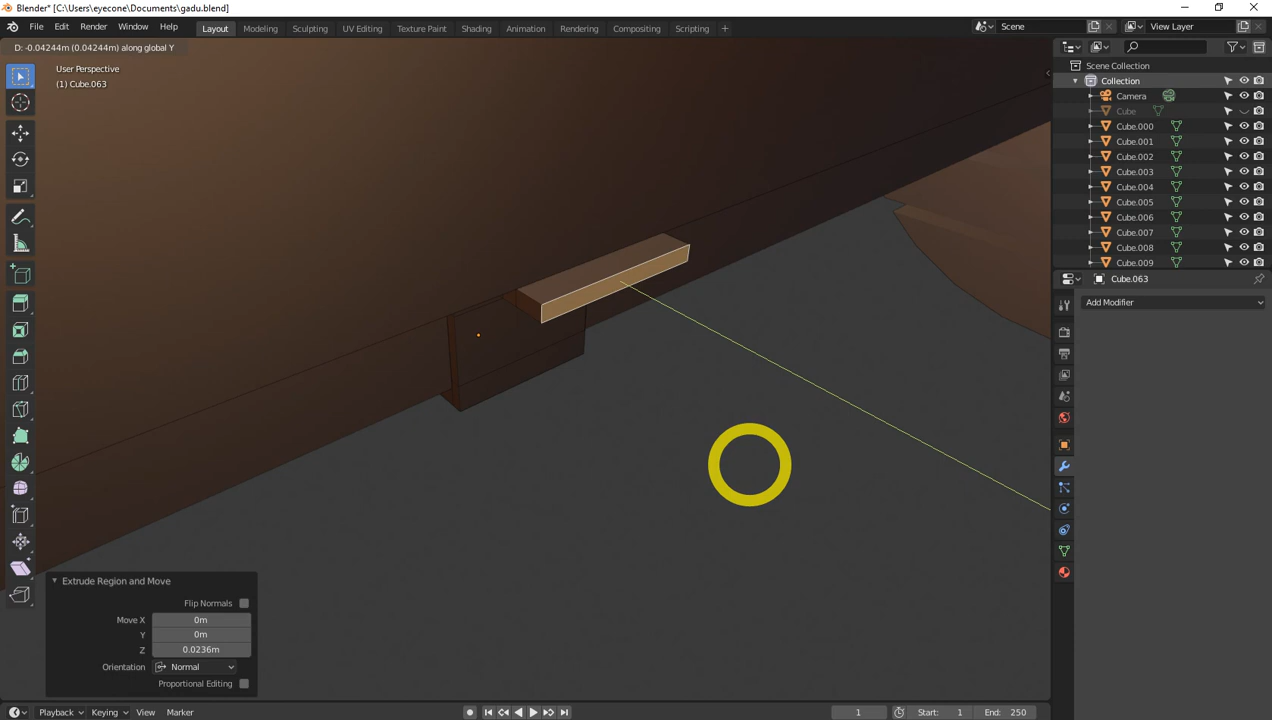 Blender* [C:\Users\eyecone\Documents\gadu.blend]
File Edit Render Window Help Layout Modeling Sculpting UV Editing Texture Paint Shading Animation Rendering Compositing Scripting + Scene View Layer
D: -0.04244m (0.04244m) along global Y
User Perspective
(1) Cube.063
Scene Collection
Collection
Camera
Cube
Cube.000
Cube.001
Cube.002
Cube.003
Cube.004
Cube.005
Cube.006
Cube.007
Cube.008
Cube.009
Cube.063
Add Modifier
Extrude Region and Move
Flip Normals
Move X 0m
Y 0m
Z 0.0236m
Orientation Normal
Proportional Editing
Playback Keying View Marker 1 Start: 1 End: 250